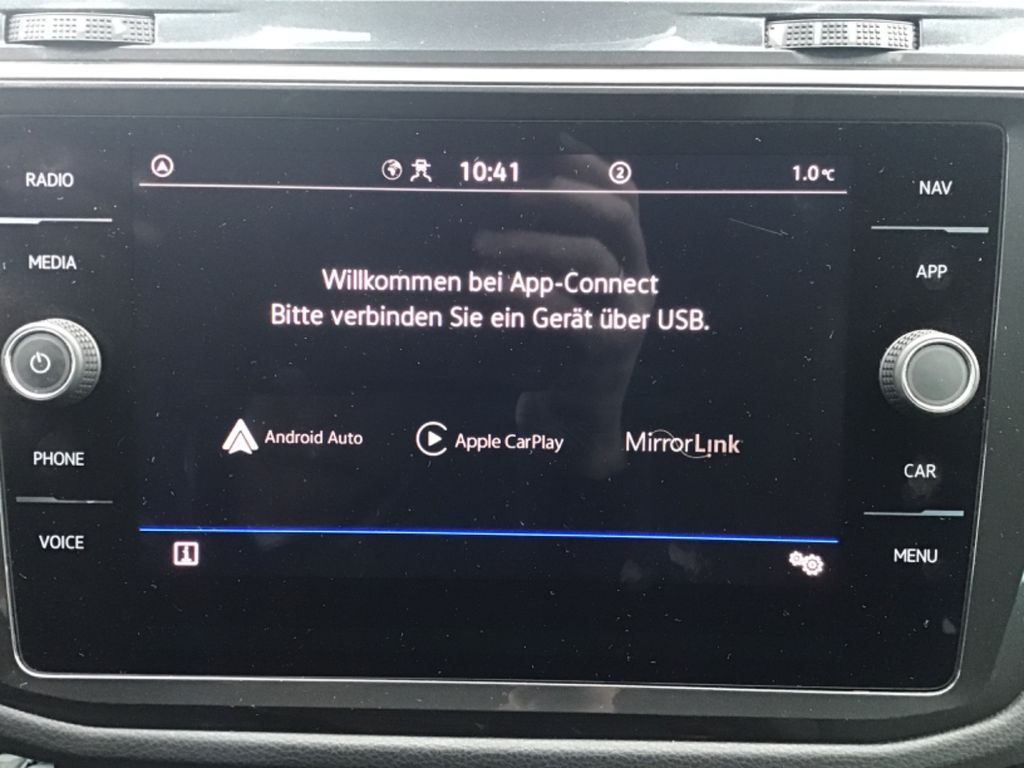 RADIO
MEDIA
PHONE
VOICE
10:41
2
1.0°C
Willkommen bei App-Connect
Bitte verbinden Sie ein Gerät über USB.
Android Auto
Apple CarPlay
MirrorLink
i
NAV
APP
CAR
MENU